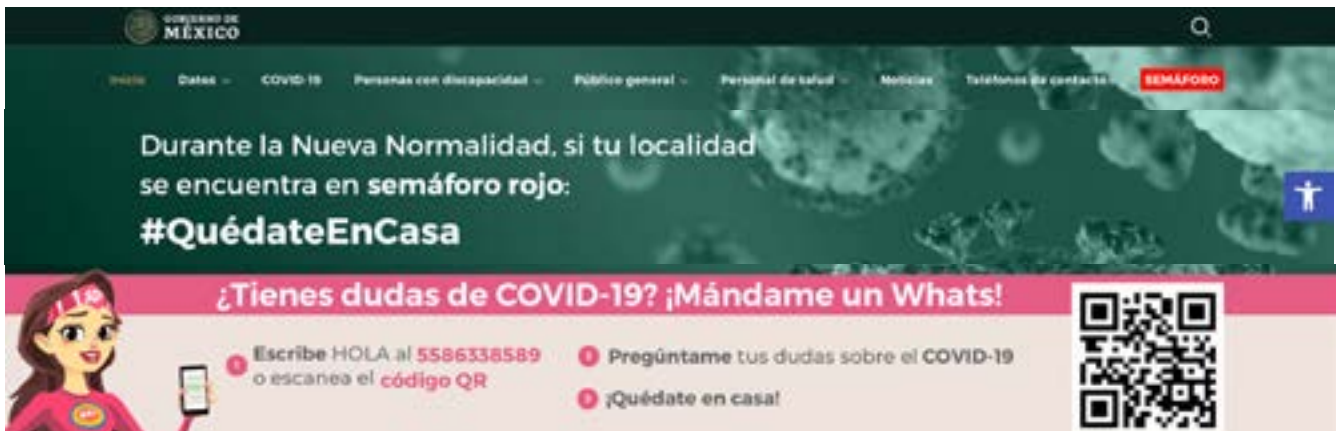 GOBIERNO DE
MÉXICO
Inicio Datos COVID-19 Personas con discapacidad Público general Personal de salud Noticias Teléfonos de contacto SEMÁFORO
Durante la Nueva Normalidad, si tu localidad
se encuentra en semáforo rojo:
#QuédateEnCasa
¿Tienes dudas de COVID-19? ¡Mándame un Whats!
1 Escribe HOLA al 5586338589
o escanea el código QR
2 Pregúntame tus dudas sobre el COVID-19
3 ¡Quédate en casa!